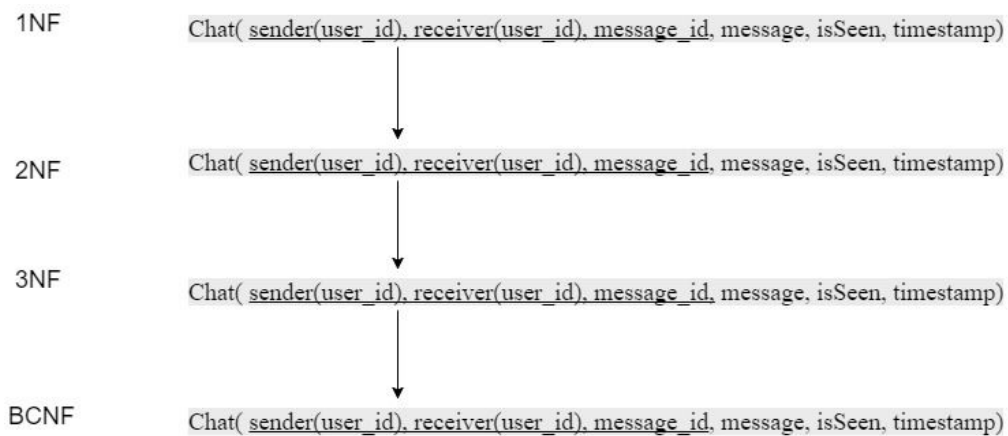 1NF Chat( sender(user_id), receiver(user_id), message_id, message, isSeen, timestamp)
2NF Chat( sender(user_id), receiver(user_id), message_id, message, isSeen, timestamp)
3NF Chat( sender(user_id), receiver(user_id), message_id, message, isSeen, timestamp)
BCNF Chat( sender(user_id), receiver(user_id), message_id, message, isSeen, timestamp)